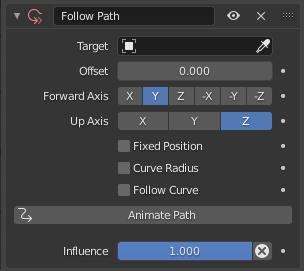 Follow Path
Target
Offset 0.000
Forward Axis X Y Z -X -Y -Z
Up Axis X Y Z
Fixed Position
Curve Radius
Follow Curve
Animate Path
Influence 1.000